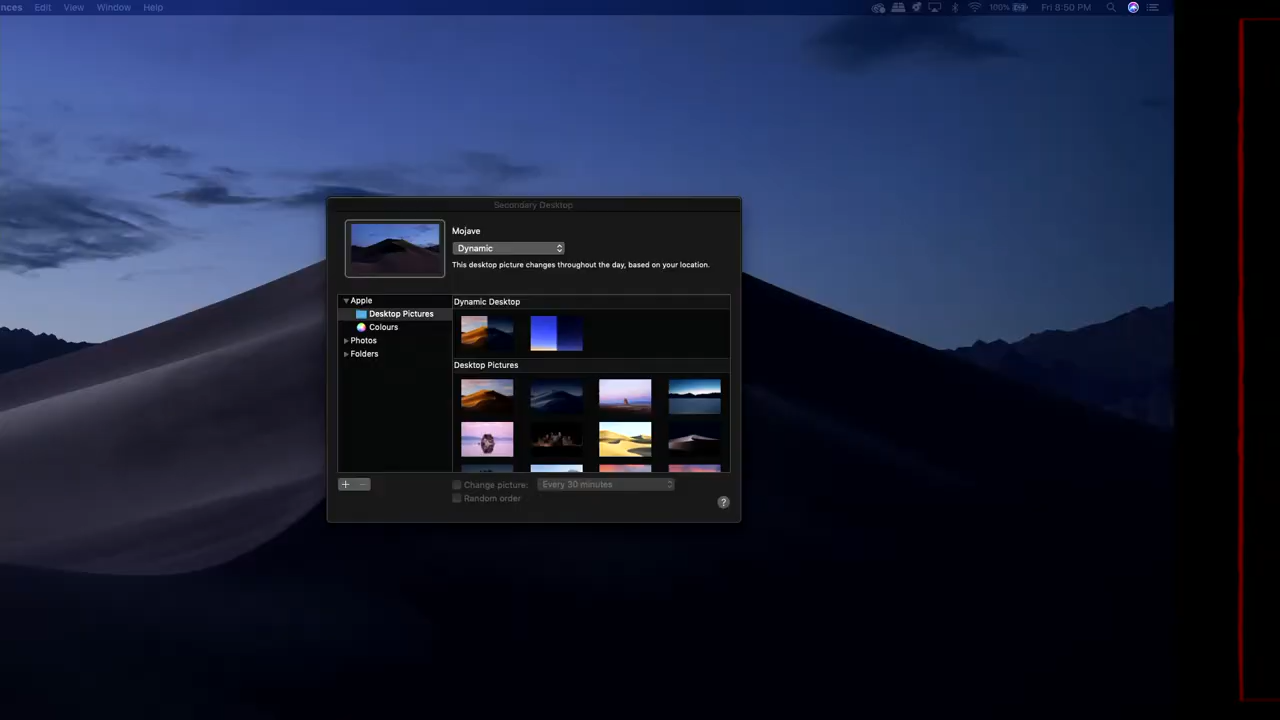 nces Edit View Window Help 100% Fri 8:50 PM
Secondary Desktop
Mojave
Dynamic
This desktop picture changes throughout the day, based on your location.
Apple
Desktop Pictures
Colours
Photos
Folders
Dynamic Desktop
Desktop Pictures
+ −
Change picture: Every 30 minutes
Random order
?